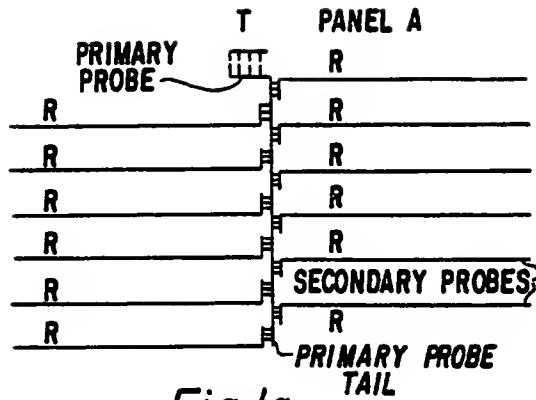 T PANEL A
PRIMARY PROBE
R
R R
R R
R R
R R
SECONDARY PROBES
R R
R
PRIMARY PROBE TAIL